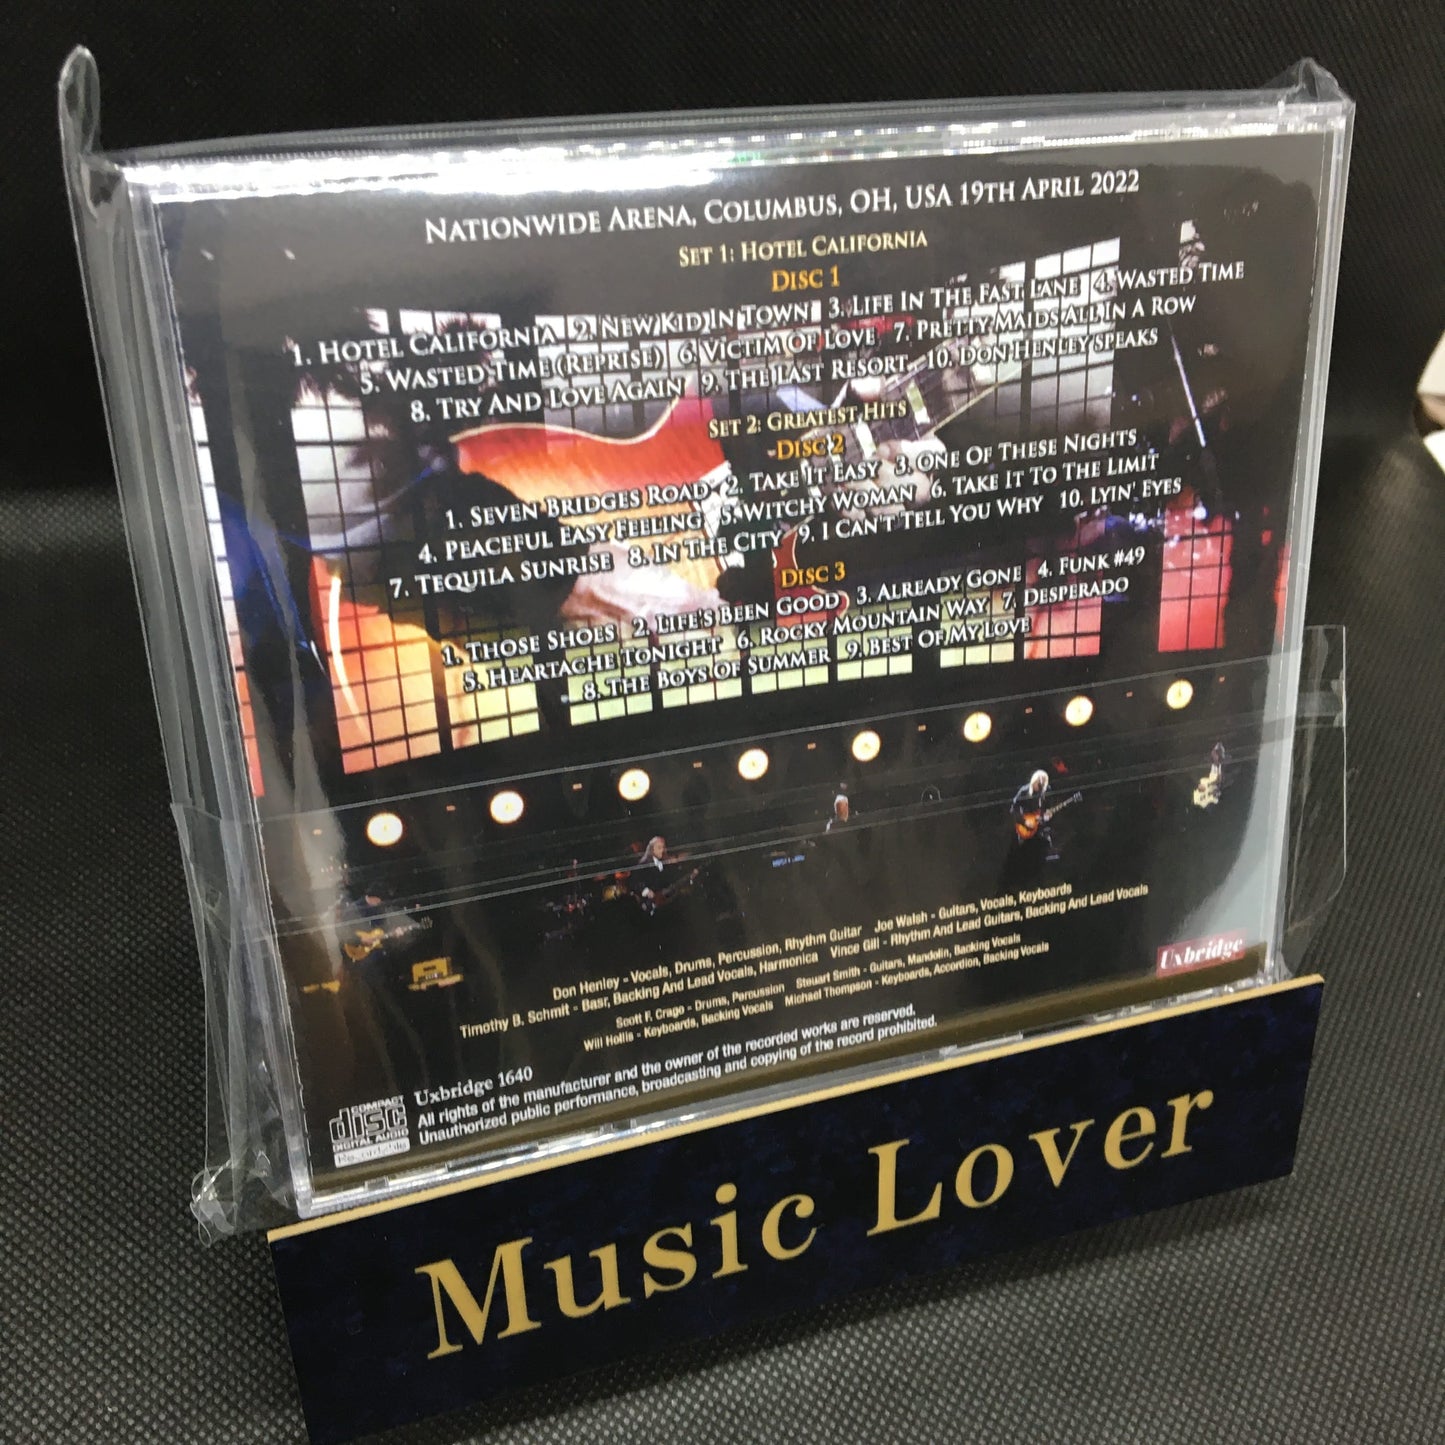 NATIONWIDE ARENA, COLUMBUS, OH, USA 19TH APRIL 2022
SET 1: HOTEL CALIFORNIA
DISC 1
1. HOTEL CALIFORNIA 2. NEW KID IN TOWN 3. LIFE IN THE FAST LANE 4. WASTED TIME
5. WASTED TIME (REPRISE) 6. VICTIM OF LOVE 7. PRETTY MAIDS ALL IN A ROW
8. TRY AND LOVE AGAIN 9. THE LAST RESORT 10. DON HENLEY SPEAKS
SET 2: GREATEST HITS
DISC 2
1. SEVEN BRIDGES ROAD 2. TAKE IT EASY 3. ONE OF THESE NIGHTS
4. PEACEFUL EASY FEELING 5. WITCHY WOMAN 6. TAKE IT TO THE LIMIT
7. TEQUILA SUNRISE 8. IN THE CITY 9. I CAN'T TELL YOU WHY 10. LYIN' EYES
DISC 3
1. THOSE SHOES 2. LIFE'S BEEN GOOD 3. ALREADY GONE 4. FUNK #49
5. HEARTACHE TONIGHT 6. ROCKY MOUNTAIN WAY 7. DESPERADO
8. THE BOYS OF SUMMER 9. BEST OF MY LOVE
Don Henley - Vocals, Drums, Percussion, Rhythm Guitar Joe Walsh - Guitars, Vocals, Keyboards
Timothy B. Schmit - Basr, Backing And Lead Vocals, Harmonica Vince Gill - Rhythm And Lead Guitars, Backing And Lead Vocals
Scott F. Crago - Drums, Percussion Steuart Smith - Guitars, Mandolin, Backing Vocals
Will Hollis - Keyboards, Backing Vocals Michael Thompson - Keyboards, Accordion, Backing Vocals
Uxbridge
Uxbridge 1640
All rights of the manufacturer and the owner of the recorded works are reserved.
Unauthorized public performance, broadcasting and copying of the record prohibited.
COMPACT
disc
DIGITAL AUDIO
Recordable
Music Lover